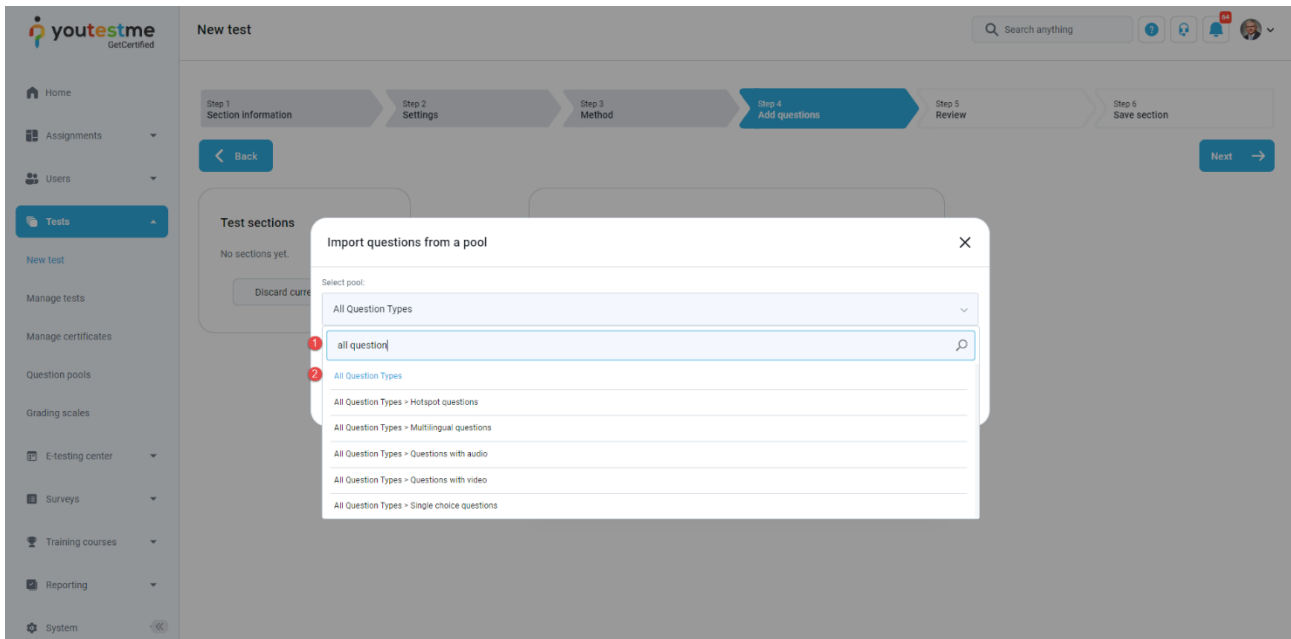 youtestme
GetCertified
New test
Search anything
?
64
Home
Assignments
Users
Tests
New test
Manage tests
Manage certificates
Question pools
Grading scales
E-testing center
Surveys
Training courses
Reporting
System
Step 1
Section information
Step 2
Settings
Step 3
Method
Step 4
Add questions
Step 5
Review
Step 6
Save section
Back
Next
Test sections
No sections yet.
Discard curre
Import questions from a pool
Select pool:
All Question Types
1
all question
2
All Question Types
All Question Types > Hotspot questions
All Question Types > Multilingual questions
All Question Types > Questions with audio
All Question Types > Questions with video
All Question Types > Single choice questions